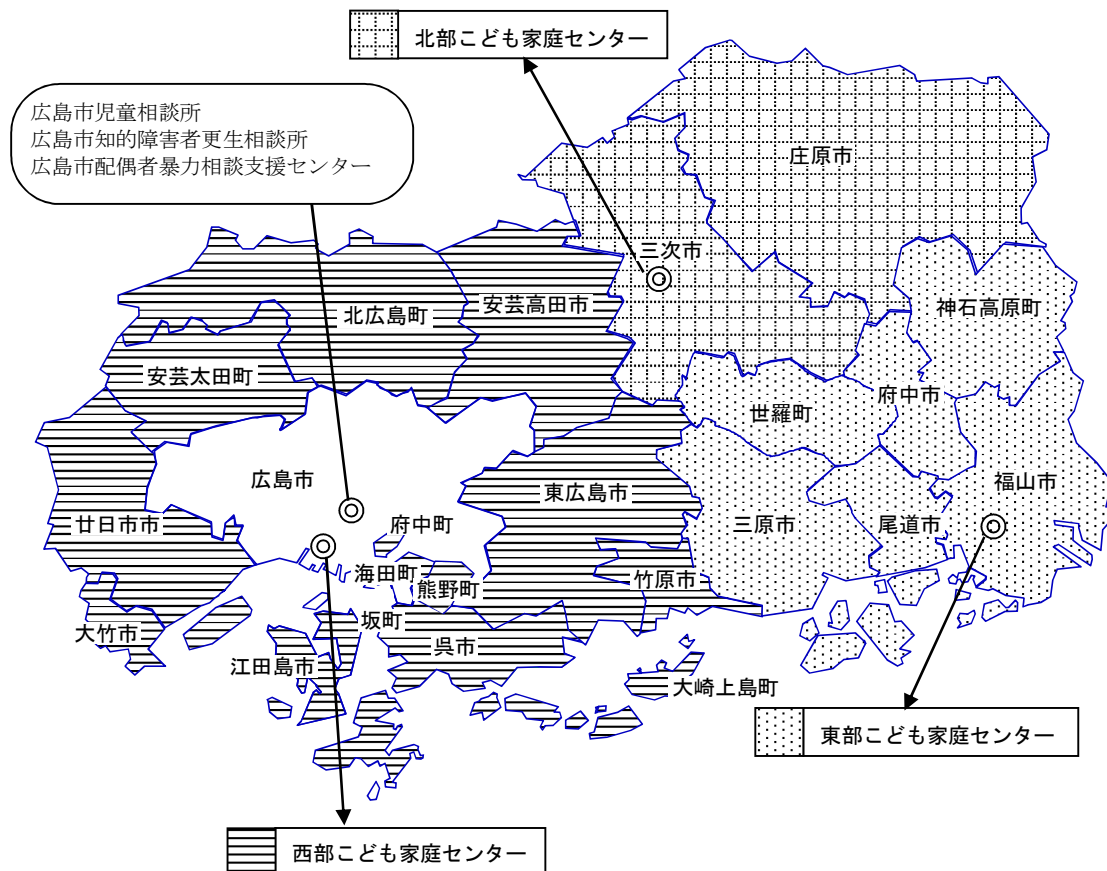 北部こども家庭センター
広島市児童相談所
広島市知的障害者更生相談所
広島市配偶者暴力相談支援センター
庄原市
三次市
安芸高田市
北広島町
神石高原町
安芸太田町
府中市
世羅町
広島市
東広島市
福山市
廿日市市
府中町
三原市
尾道市
海田町
熊野町
竹原市
坂町
大竹市
呉市
江田島市
大崎上島町
東部こども家庭センター
西部こども家庭センター